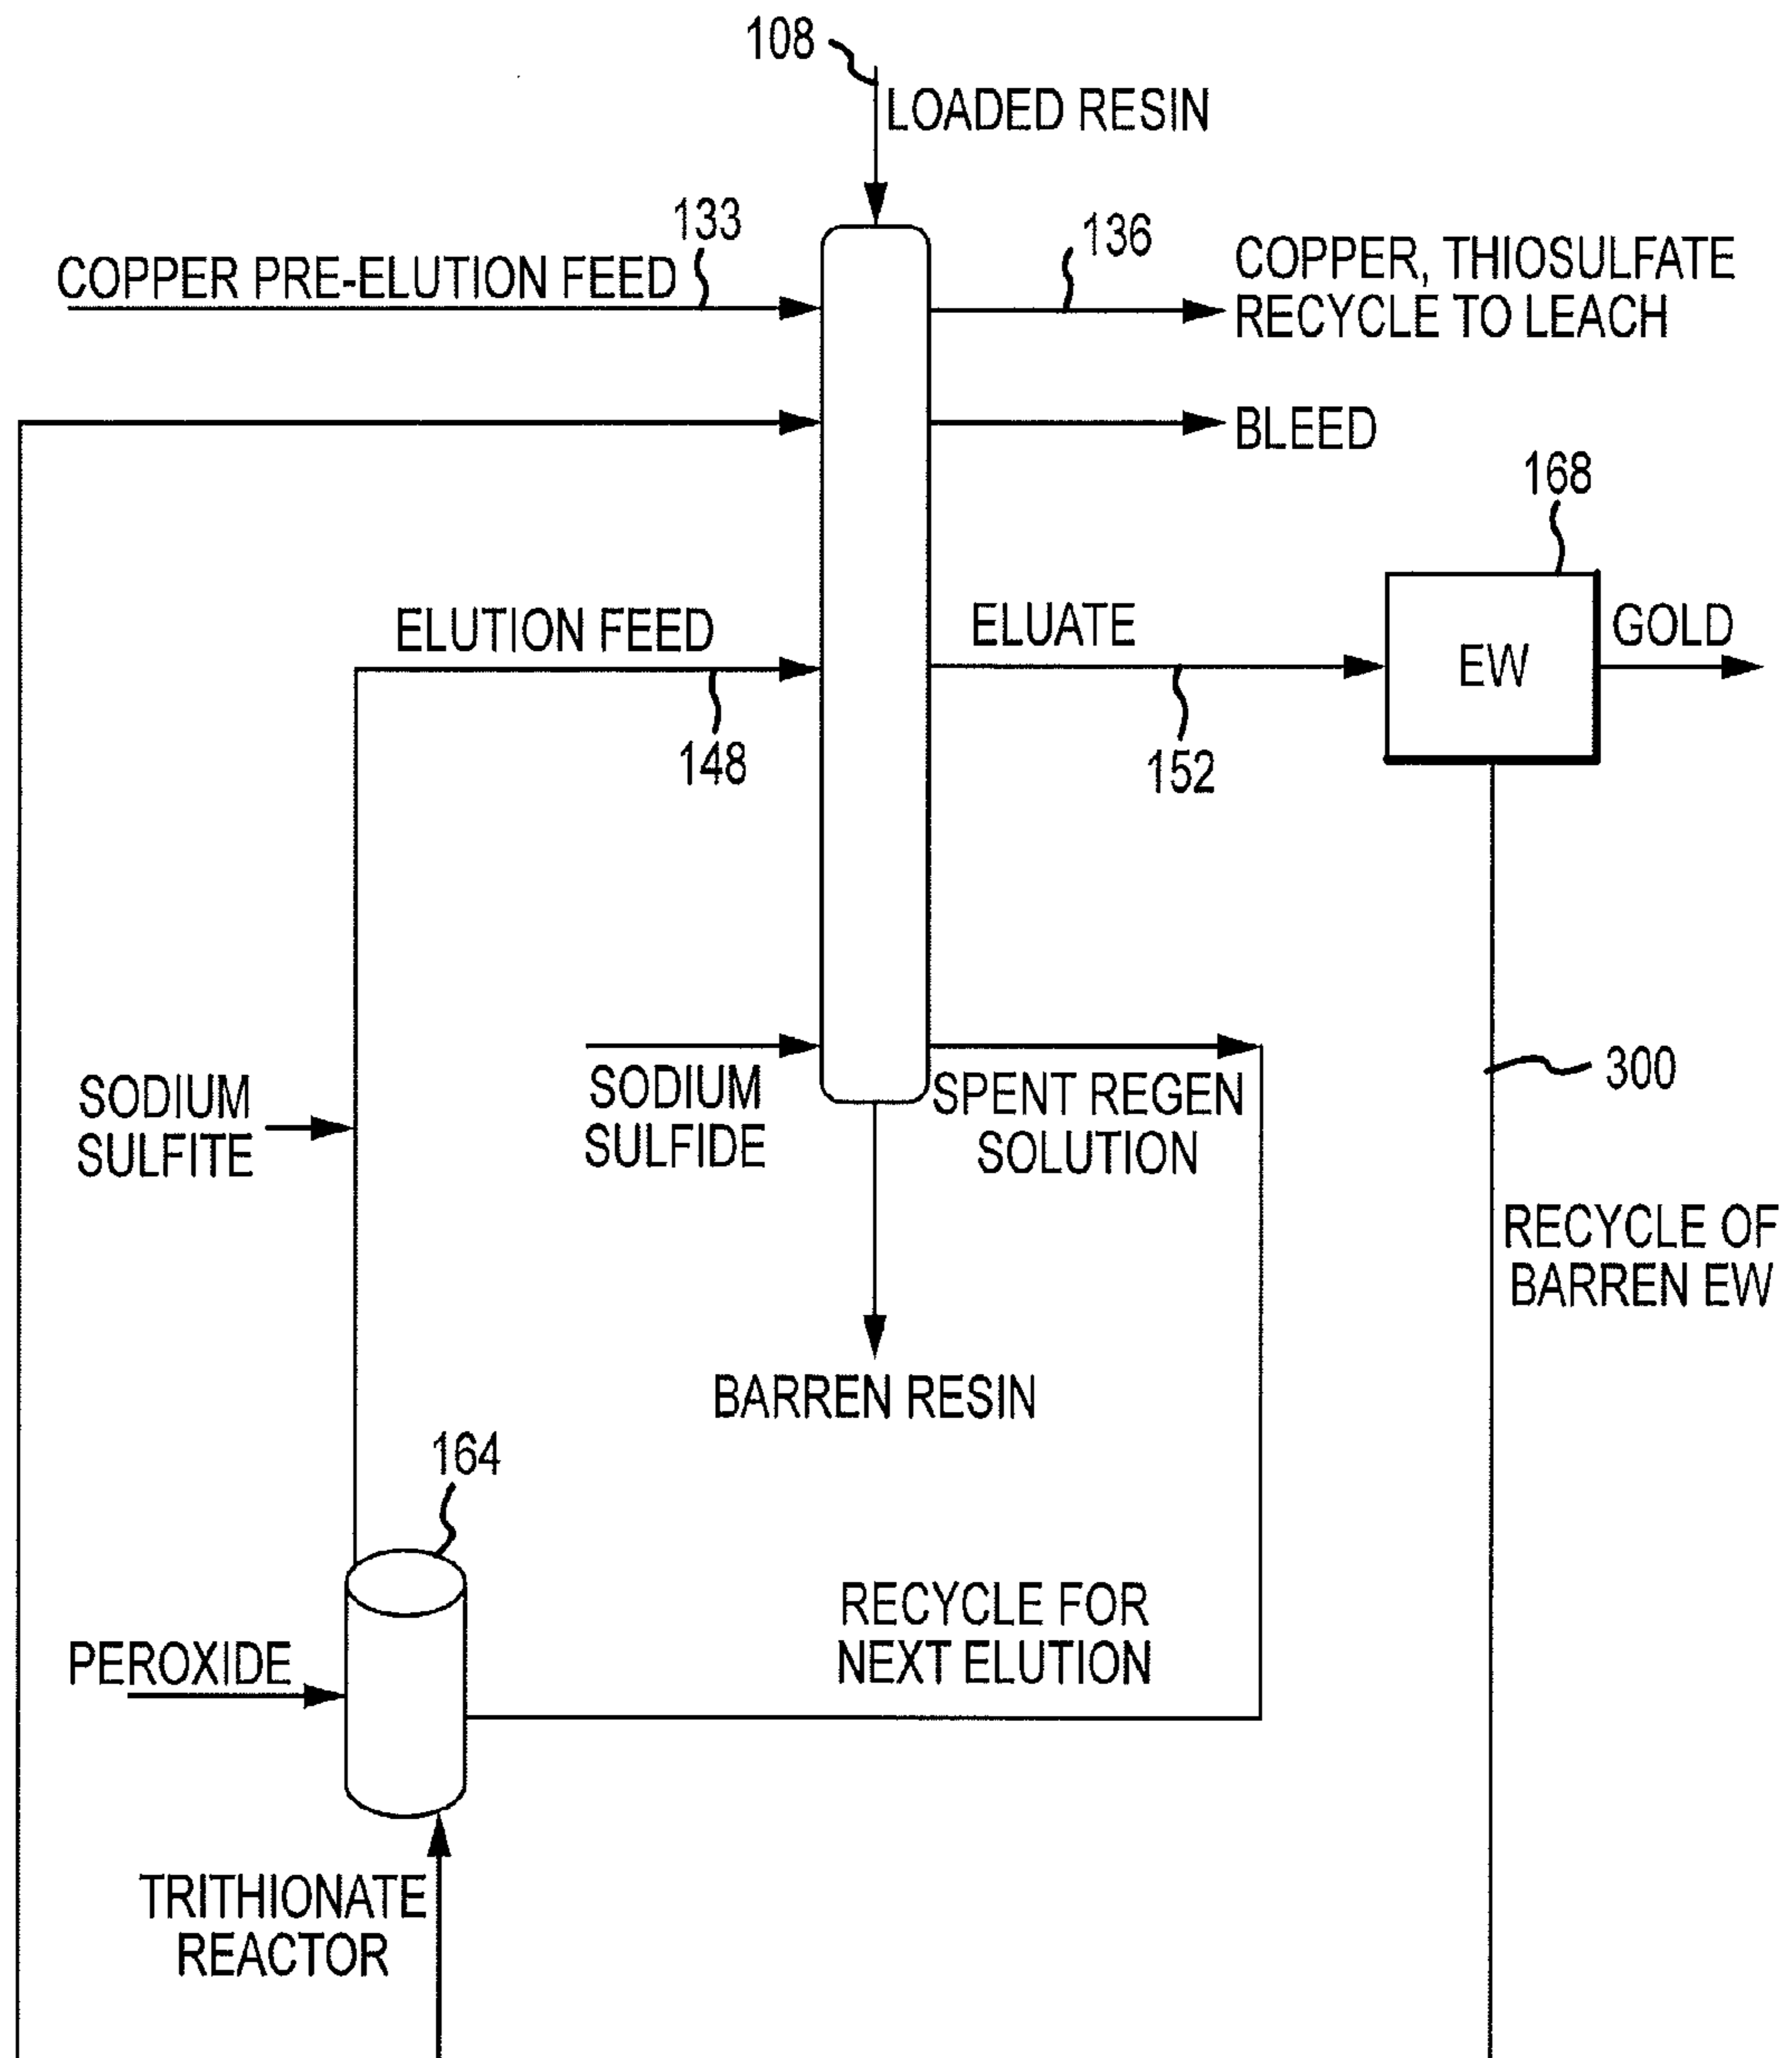 108
LOADED RESIN
133
136
COPPER PRE-ELUTION FEED
COPPER, THIOSULFATE
RECYCLE TO LEACH
BLEED
168
ELUTION FEED
ELUATE
EW
GOLD
148
152
SODIUM
SULFITE
SODIUM
SULFIDE
SPENT REGEN
SOLUTION
300
RECYCLE OF
BARREN EW
BARREN RESIN
164
RECYCLE FOR
NEXT ELUTION
PEROXIDE
TRITHIONATE
REACTOR